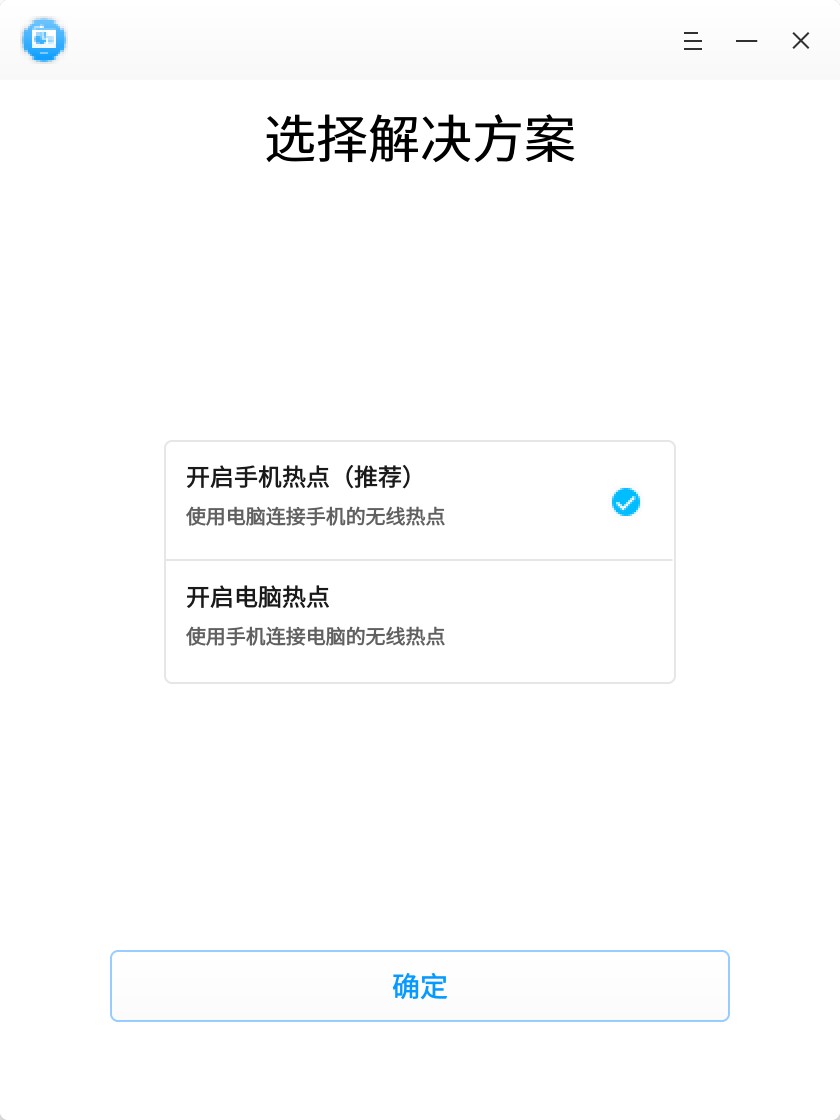 选择解决方案
开启手机热点（推荐）
使用电脑连接手机的无线热点
开启电脑热点
使用手机连接电脑的无线热点
确定